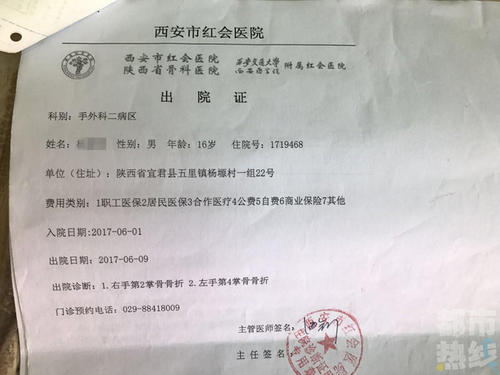 西安市红会医院
西安市红会医院
陕西省骨科医院
西安交通大学
附属红会医院
出 院 证
科别：手外科二病区
姓名： 性别：男 年龄：16岁 住院号：1719468
单位（住址）：陕西省宜君县五里镇杨塬村一组22号
费用类别：1职工医保2居民医保3合作医疗4公费5自费6商业保险7其他
入院日期：2017-06-01
出院日期：2017-06-09
出院诊断：1.右手第2掌骨骨折 2.左手第4掌骨骨折
门诊预约电话：029-88418009
主管医师签名：
主任签名：
都市热线